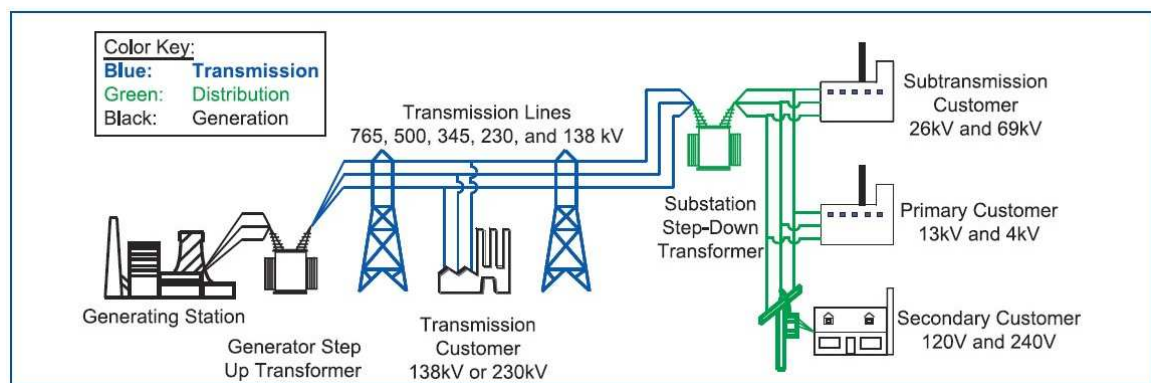 Color Key:
Blue: Transmission
Green: Distribution
Black: Generation
Transmission Lines
765, 500, 345, 230, and 138 kV
Generating Station
Generator Step
Up Transformer
Transmission
Customer
138kV or 230kV
Substation
Step-Down
Transformer
Subtransmission
Customer
26kV and 69kV
Primary Customer
13kV and 4kV
Secondary Customer
120V and 240V